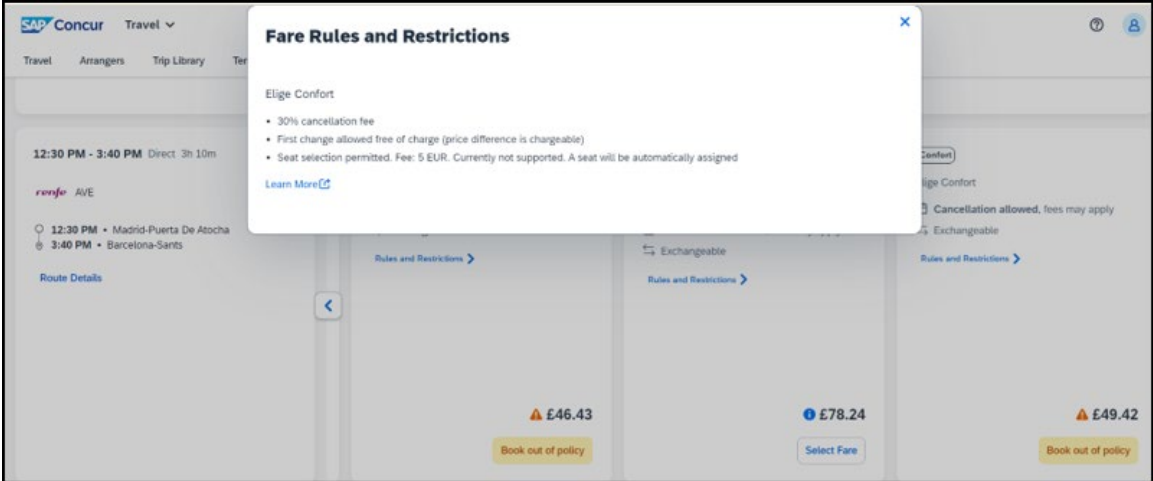 SAP Concur Travel
Travel Arrangers Trip Library
Fare Rules and Restrictions
Elige Confort
• 30% cancellation fee
• First change allowed free of charge (price difference is chargeable)
• Seat selection permitted. Fee: 5 EUR. Currently not supported. A seat will be automatically assigned
Learn More
12:30 PM - 3:40 PM Direct 3h 10m
renfe AVE
12:30 PM • Madrid-Puerta De Atocha
3:40 PM • Barcelona-Sants
Route Details
Rules and Restrictions
£46.43
Book out of policy
Exchangeable
Rules and Restrictions
£78.24
Select Fare
Confort
Confort
Cancellation allowed, fees may apply
Exchangeable
Rules and Restrictions
£49.42
Book out of policy